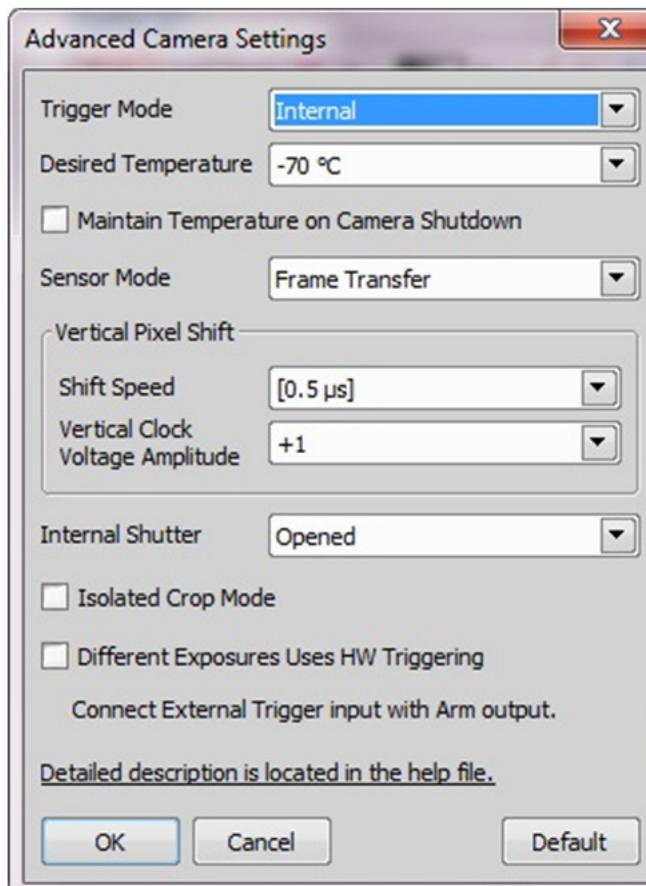 Advanced Camera Settings
Trigger Mode
Internal
Desired Temperature
-70 °C
Maintain Temperature on Camera Shutdown
Sensor Mode
Frame Transfer
Vertical Pixel Shift
Shift Speed
[0.5 µs]
Vertical Clock
Voltage Amplitude
+1
Internal Shutter
Opened
Isolated Crop Mode
Different Exposures Uses HW Triggering
Connect External Trigger input with Arm output.
Detailed description is located in the help file.
OK
Cancel
Default